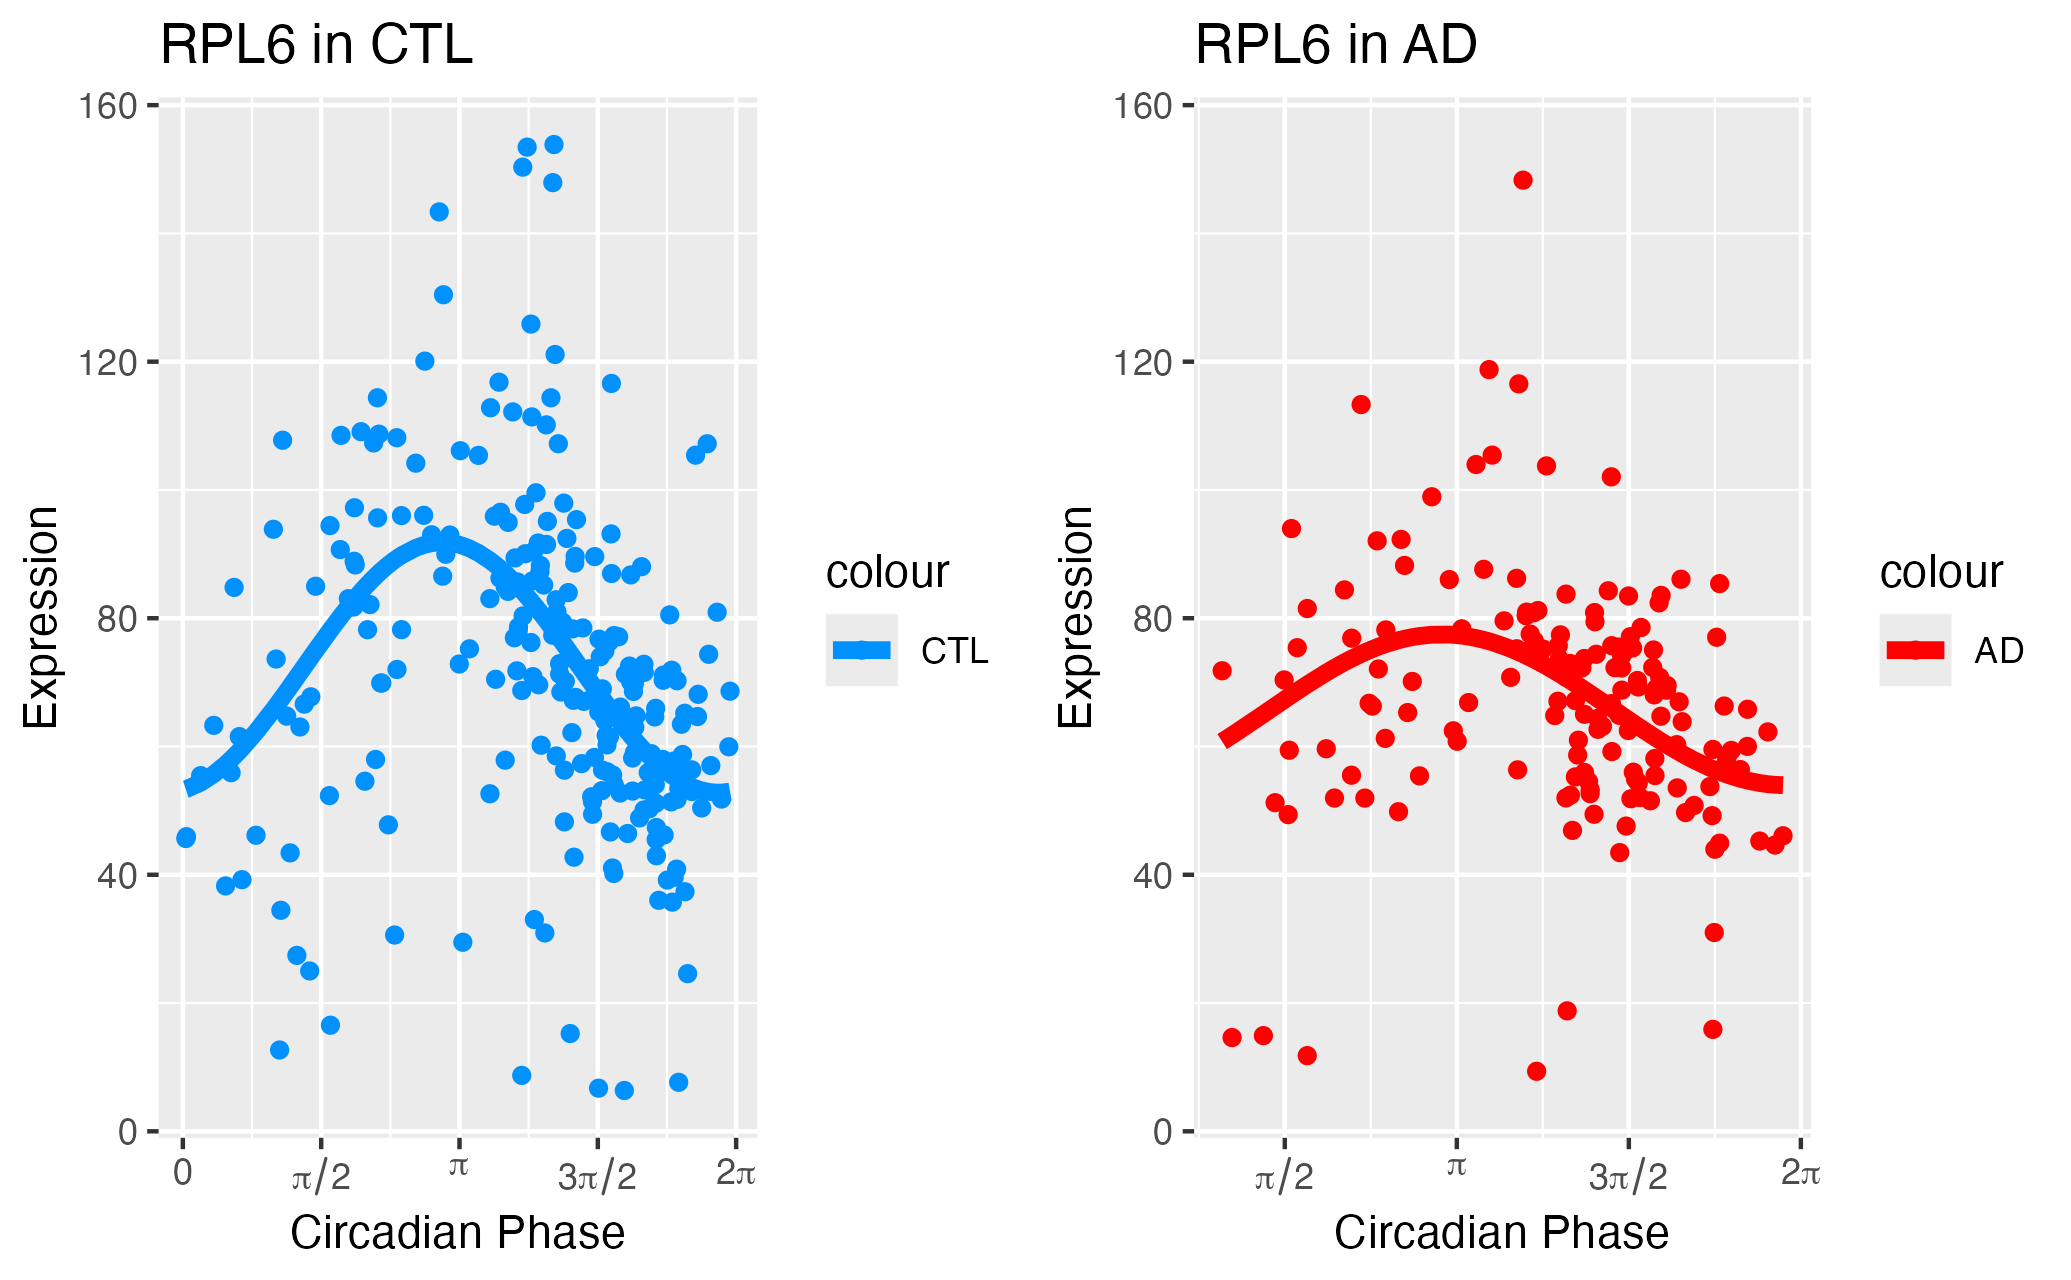 RPL6 in CTL
160
120
80
40
0
Expression
0
π/2
π
3π/2
2π
Circadian Phase
colour
CTL
RPL6 in AD
160
120
80
40
0
Expression
π/2
π
3π/2
2π
Circadian Phase
colour
AD